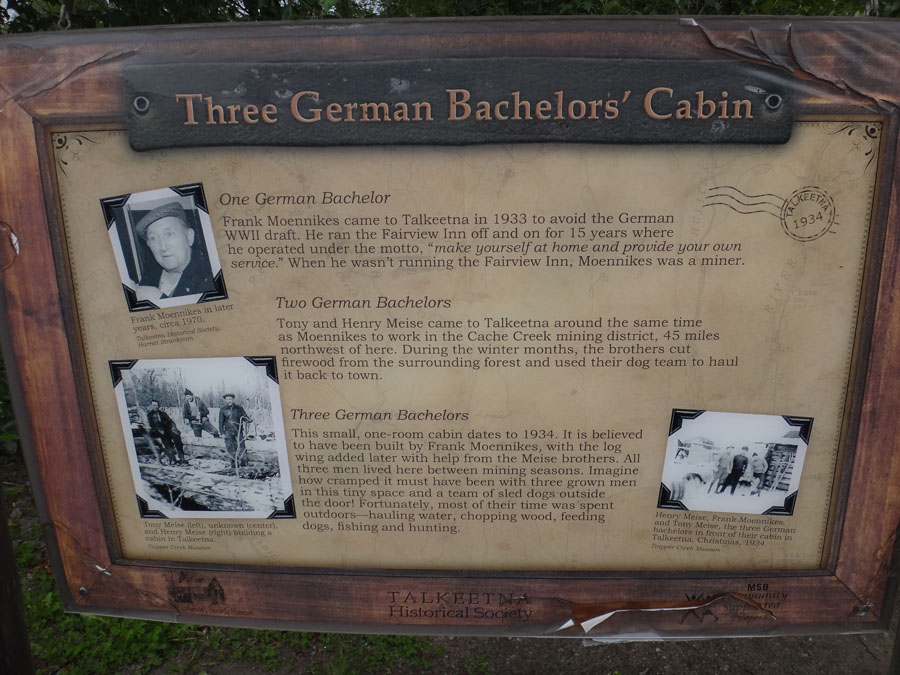 Three German Bachelors' Cabin
TALKEETNA
1934
One German Bachelor
Frank Moennikes came to Talkeetna in 1933 to avoid the German
WWII draft. He ran the Fairview Inn off and on for 15 years where
he operated under the motto, "make yourself at home and provide your own
service." When he wasn't running the Fairview Inn, Moennikes was a miner.
Frank Moennikes in later
years, circa 1970.
Talkeetna Historical Society,
Two German Bachelors
Tony and Henry Meise came to Talkeetna around the same time
as Moennikes to work in the Cache Creek mining district, 45 miles
northwest of here. During the winter months, the brothers cut
firewood from the surrounding forest and used their dog team to haul
it back to town.
Three German Bachelors
This small, one-room cabin dates to 1934. It is believed
to have been built by Frank Moennikes, with the log
wing added later with help from the Meise brothers. All
three men lived here between mining seasons. Imagine
how cramped it must have been with three grown men
in this tiny space and a team of sled dogs outside
the door! Fortunately, most of their time was spent
outdoors—hauling water, chopping wood, feeding
dogs, fishing and hunting.
Tony Meise (left), unknown (center),
and Henry Meise (right) building a
cabin in Talkeetna.
Trapper Creek Museum
Henry Meise, Frank Moennikes,
and Tony Meise, the three German
bachelors in front of their cabin in
Talkeetna, Christmas, 1934
Trapper Creek Museum
TALKEETNA
Historical Society
MSB